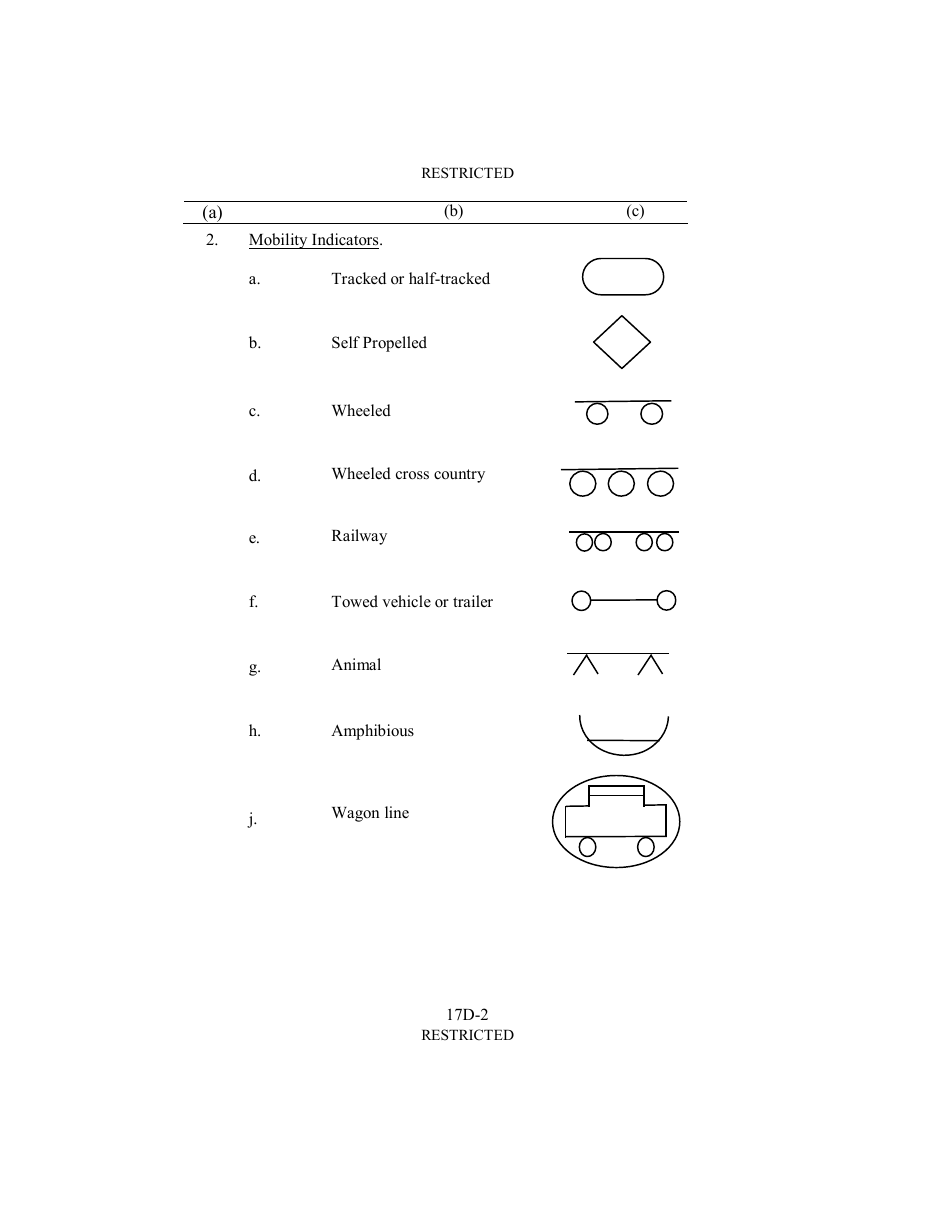 RESTRICTED
(a) (b) (c)
2. Mobility Indicators.
a. Tracked or half-tracked
b. Self Propelled
c. Wheeled
d. Wheeled cross country
e. Railway
f. Towed vehicle or trailer
g. Animal
h. Amphibious
j. Wagon line
17D-2
RESTRICTED